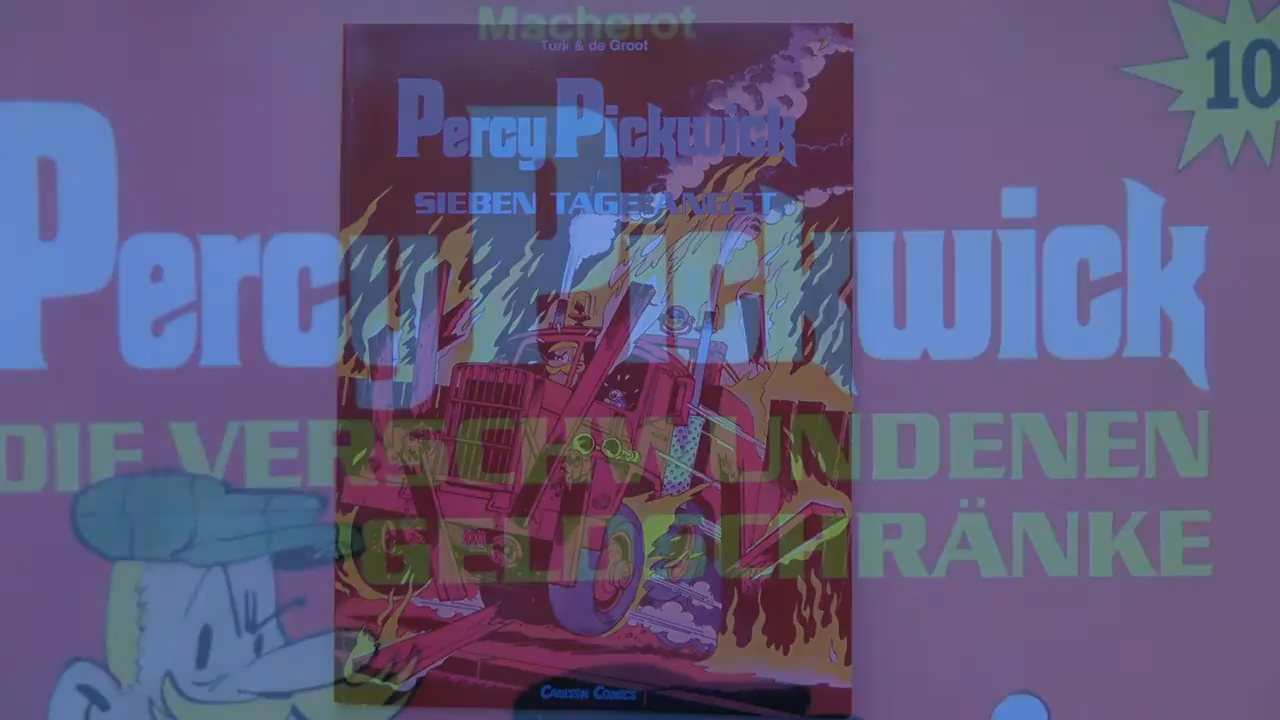 Macherot
Turk & de Groot
10
Percy Pickwick
SIEBEN TAGE ANGST
Percy Pickwick
DIE VERSCHWUNDENEN
GELDSCHRÄNKE
CARLSEN COMICS